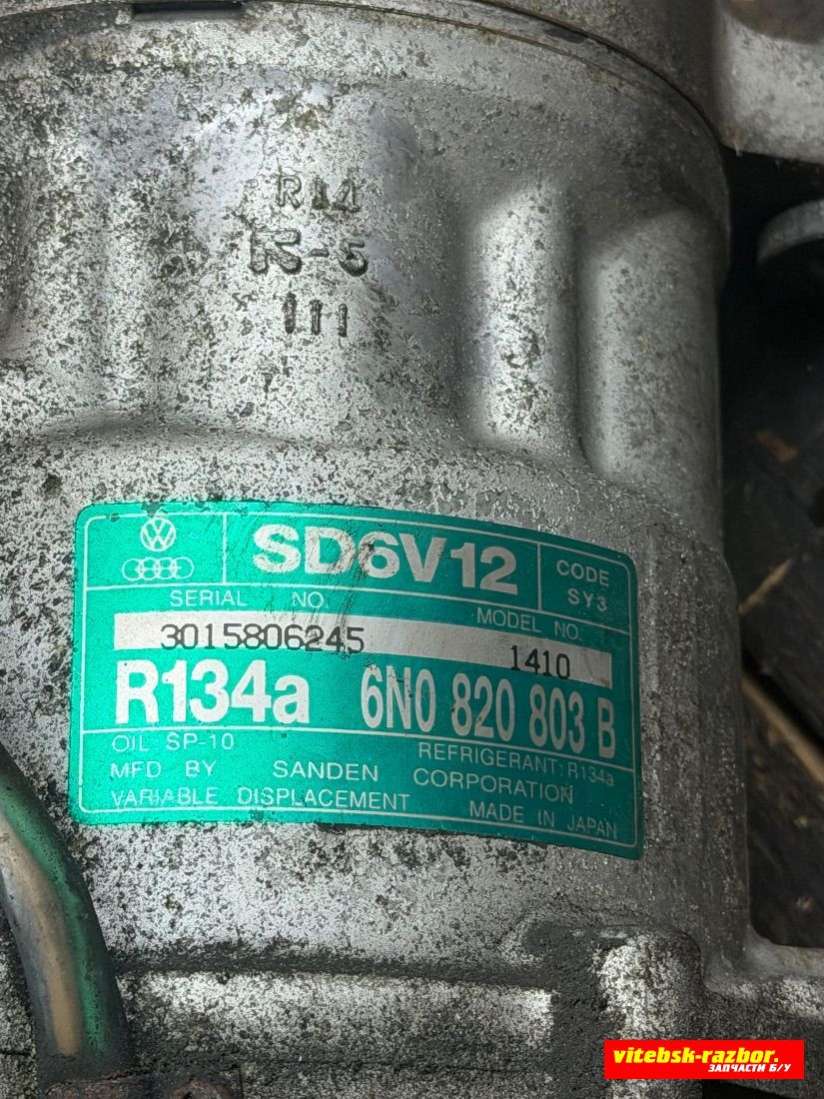 R14
K-5
111
SD6V12
CODE
SY3
SERIAL NO.
MODEL NO.
3015806245
1410
R134a 6N0 820 803 B
OIL: SP-10
REFRIGERANT: R134a
MFD BY SANDEN CORPORATION
VARIABLE DISPLACEMENT
MADE IN JAPAN
vitebsk-razbor.
ЗАПЧАСТИ Б/У